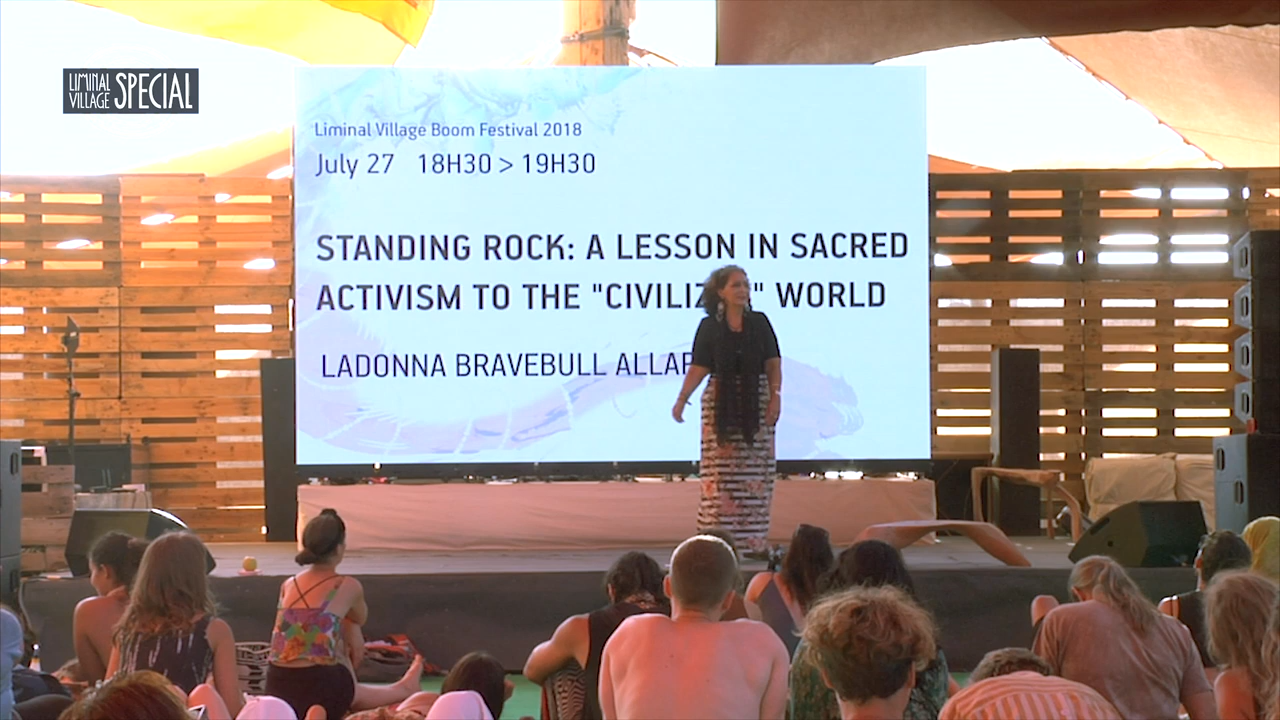 LIMINAL
VILLAGE SPECIAL
Liminal Village Boom Festival 2018
July 27 18H30 > 19H30
STANDING ROCK: A LESSON IN SACRED
ACTIVISM TO THE " " WORLD
LADONNA BRAVEBULL